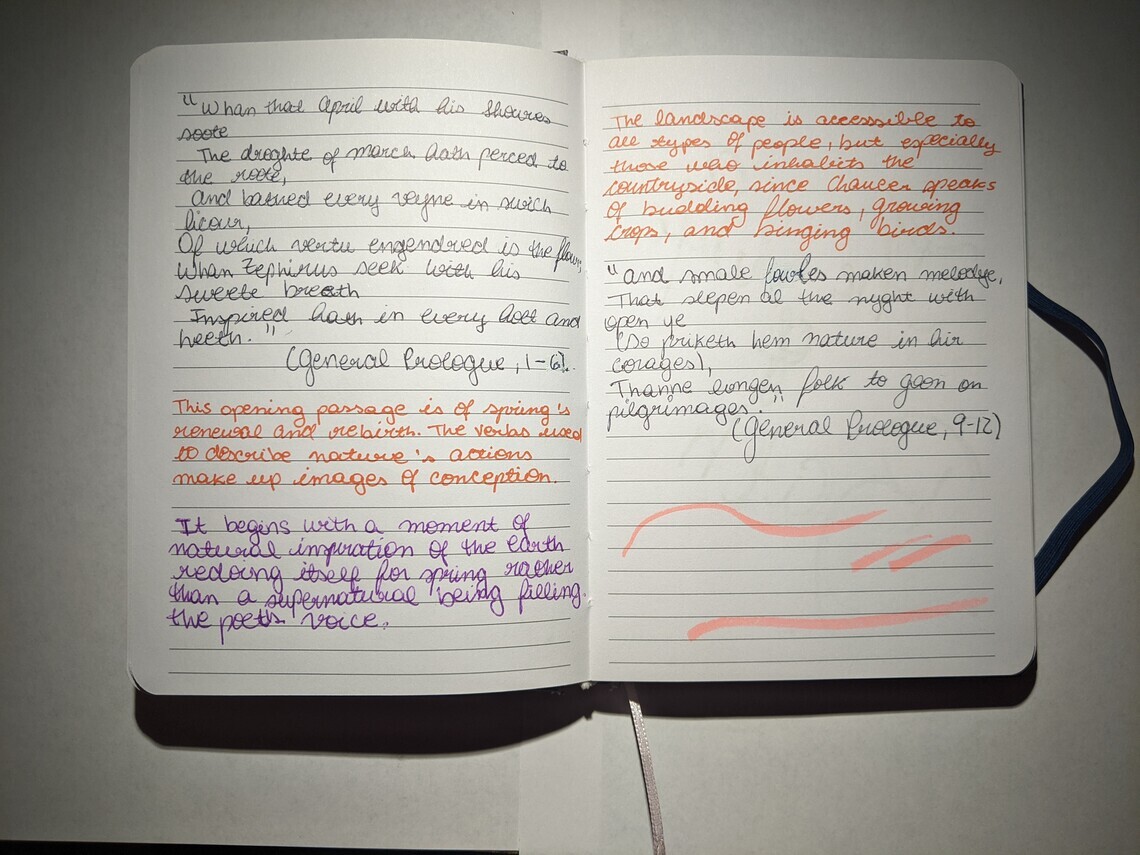 "Whan that April with his Showres
soote
The droghte of march hath perced to
the roote,
and bathed every veyne in swich
licour,
Of which vertu engendred is the flour;
Whan Zephirus seek with his
sweete breath
Inspired hath in every holt and
heeth."
(General Prologue, 1-6).
This opening passage is of spring's
renewal and rebirth. The verbs used
to describe nature's actions
make up images of conception.
It begins with a moment of
natural inspiration of the earth
redoing itself for spring rather
than a supernatural being filling
the poet's voice.
The landscape is accessible to
all types of people, but especially
those who inhabits the
countryside, since Chaucer speaks
of budding flowers, growing
crops, and singing birds.
"and smale fowles maken melodye,
That slepen al the nyght with
open ye
(So priketh hem nature in hir
corages),
Thanne longen folk to goon on
pilgrimages."
(General Prologue, 9-12)